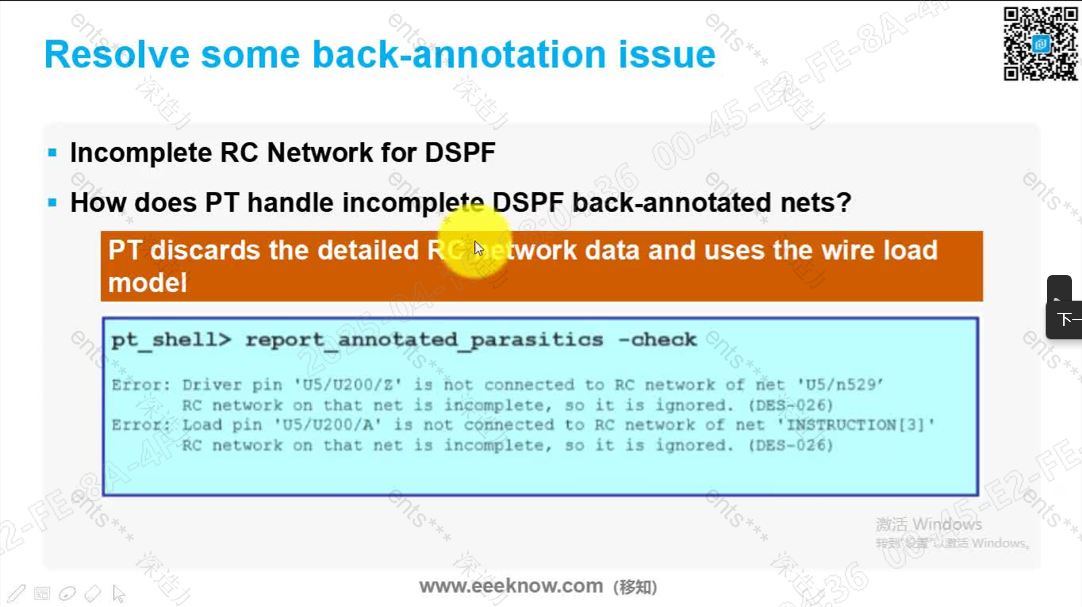 Resolve some back-annotation issue
Incomplete RC Network for DSPF
How does PT handle incomplete DSPF back-annotated nets?
PT discards the detailed RC network data and uses the wire load
model
pt_shell> report_annotated_parasitics -check
Error: Driver pin 'U5/U200/Z' is not connected to RC network of net 'U5/n529'
RC network on that net is incomplete, so it is ignored. (DES-026)
Error: Load pin 'U5/U200/A' is not connected to RC network of net 'INSTRUCTION[3]'
RC network on that net is incomplete, so it is ignored. (DES-026)
下一
激活 Windows
转到"设置"以激活 Windows。
www.eeeknow.com (移知)